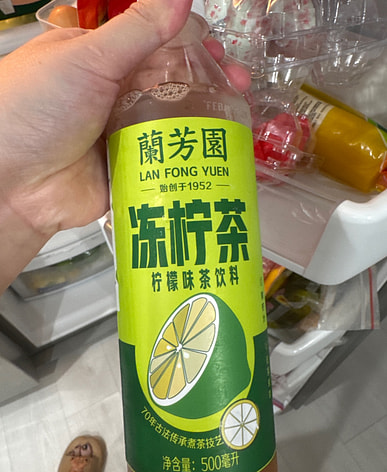 蘭芳園
LAN FONG YUEN
始创于1952
冻柠茶
柠檬味茶饮料
70年古法传承煮茶技艺
净含量：500毫升